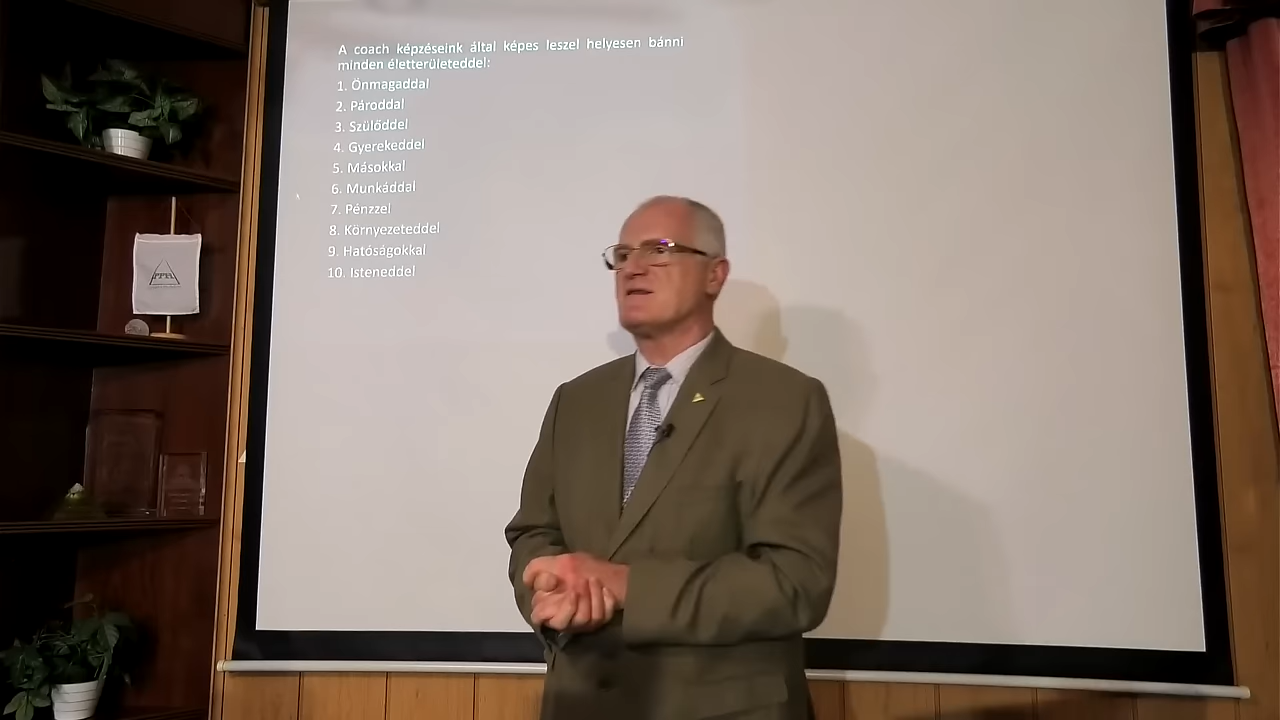 A coach képzéseink által képes leszel helyesen bánni
minden életterületeddel:
1. Önmagaddal
2. Pároddal
3. Szülőddel
4. Gyerekeddel
5. Másokkal
6. Munkáddal
7. Pénzzel
8. Környezeteddel
9. Hatóságokkal
10. Isteneddel